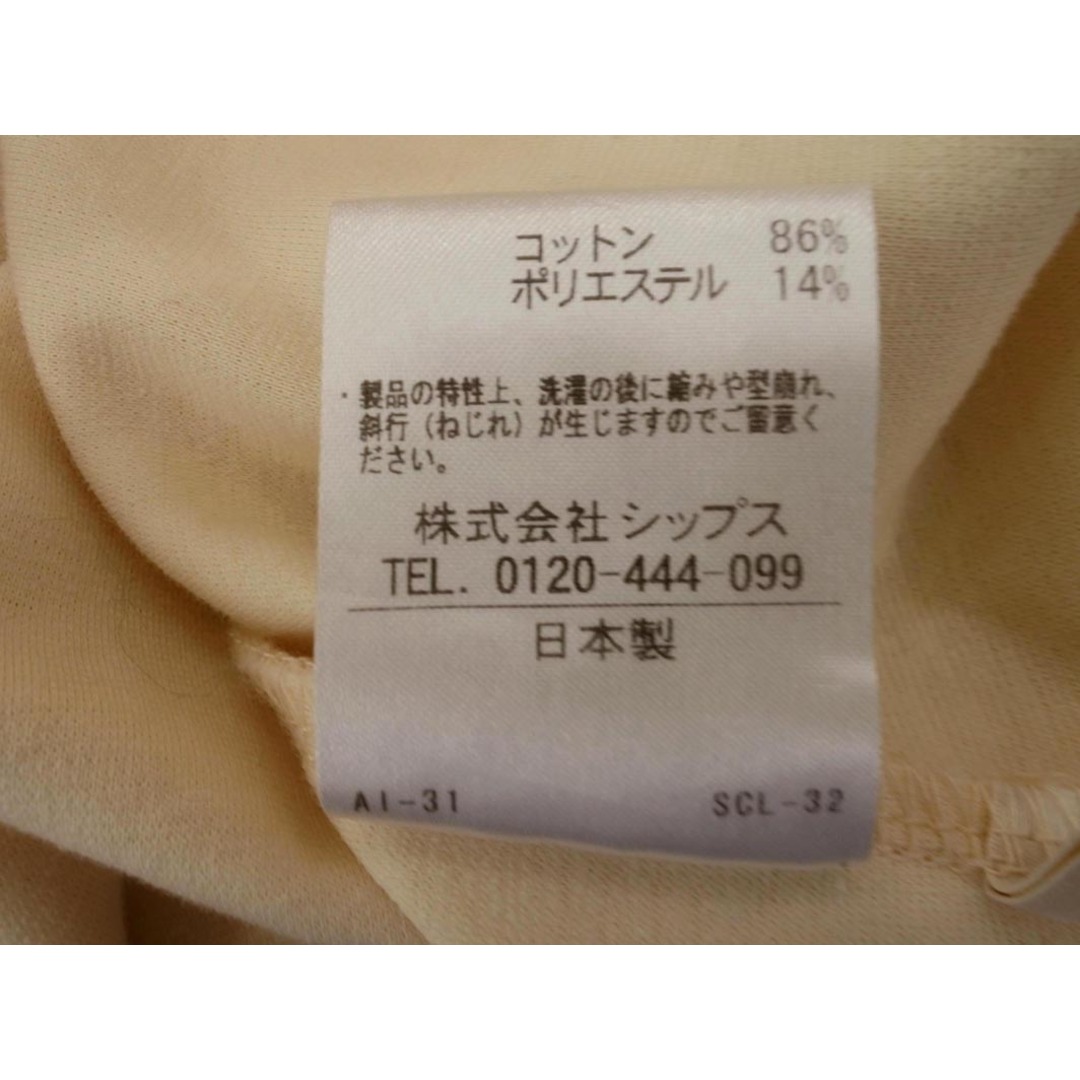 コットン 86%
ポリエステル 14%
・製品の特性上、洗濯の後に縮みや型崩れ、
斜行（ねじれ）が生じますのでご留意く
ださい。
株式会社シップス
TEL. 0120-444-099
日本製
AI-31 SCL-32